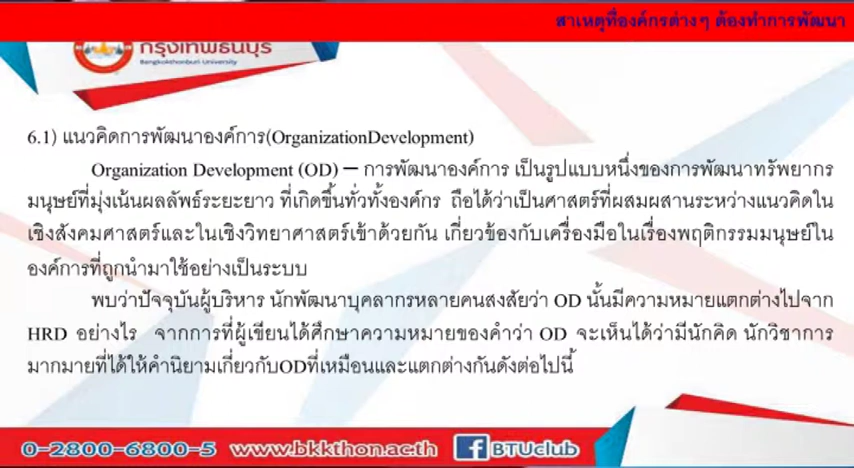 สาเหตุที่องค์กรต่างๆ ต้องทำการพัฒนา
กรุงเทพธนบุรี
BangkokThonburi University
6.1) แนวคิดการพัฒนาองค์การ(OrganizationDevelopment)
Organization Development (OD) – การพัฒนาองค์การ เป็นรูปแบบหนึ่งของการพัฒนาทรัพยากร
มนุษย์ที่มุ่งเน้นผลลัพธ์ระยะยาว ที่เกิดขึ้นทั่วทั้งองค์กร ถือได้ว่าเป็นศาสตร์ที่ผสมผสานระหว่างแนวคิดใน
เชิงสังคมศาสตร์และในเชิงวิทยาศาสตร์เข้าด้วยกัน เกี่ยวข้องกับเครื่องมือในเรื่องพฤติกรรมมนุษย์ใน
องค์การที่ถูกนำมาใช้อย่างเป็นระบบ
พบว่าปัจจุบันผู้บริหาร นักพัฒนาบุคลากรหลายคนสงสัยว่า OD นั้นมีความหมายแตกต่างไปจาก
HRD อย่างไร จากการที่ผู้เขียนได้ศึกษาความหมายของคำว่า OD จะเห็นได้ว่ามีนักคิด นักวิชาการ
มากมายที่ได้ให้คำนิยามเกี่ยวกับODที่เหมือนและแตกต่างกันดังต่อไปนี้
0-2800-6800-5 www.bkkthon.ac.th f BTUclub